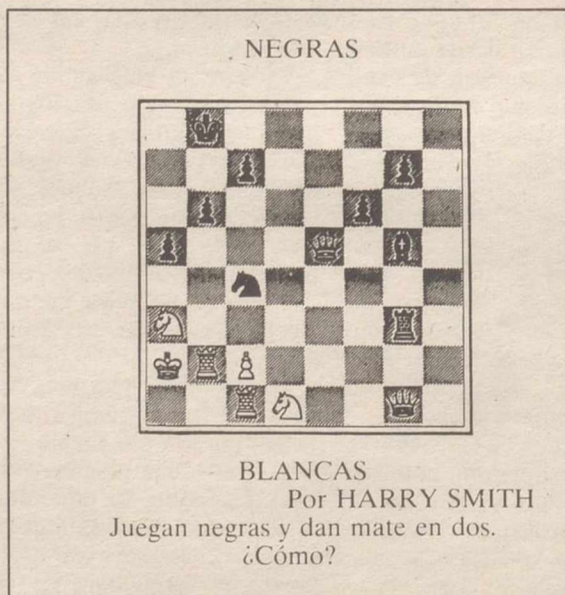 NEGRAS
BLANCAS
Por HARRY SMITH
Juegan negras y dan mate en dos.
¿Cómo?